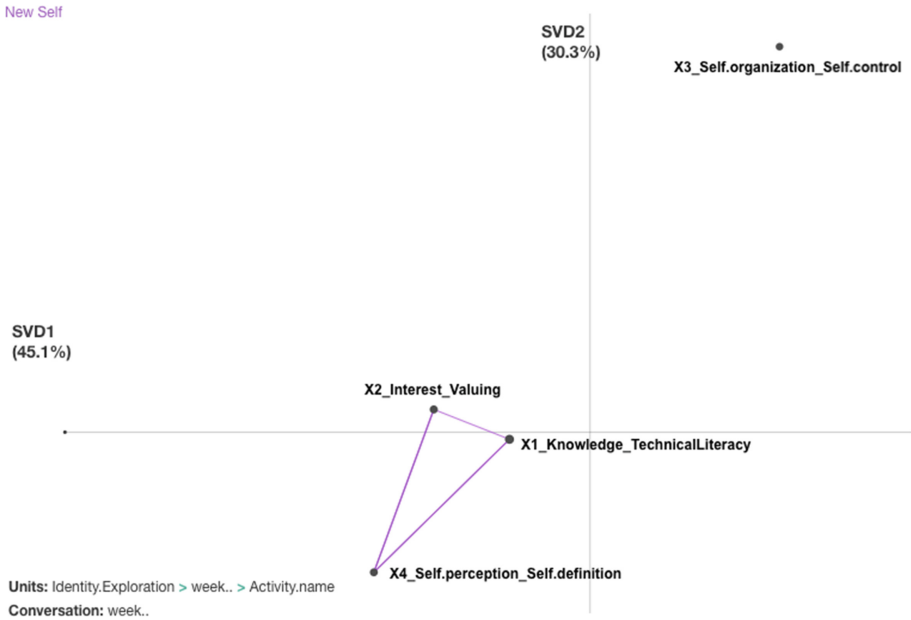 New Self
SVD2
(30.3%)
X3_Self.organization_Self.control
SVD1
(45.1%)
X2_Interest_Valuing
X1_Knowledge_TechnicalLiteracy
X4_Self.perception_Self.definition
Units: Identity.Exploration > week.. > Activity.name
Conversation: week..